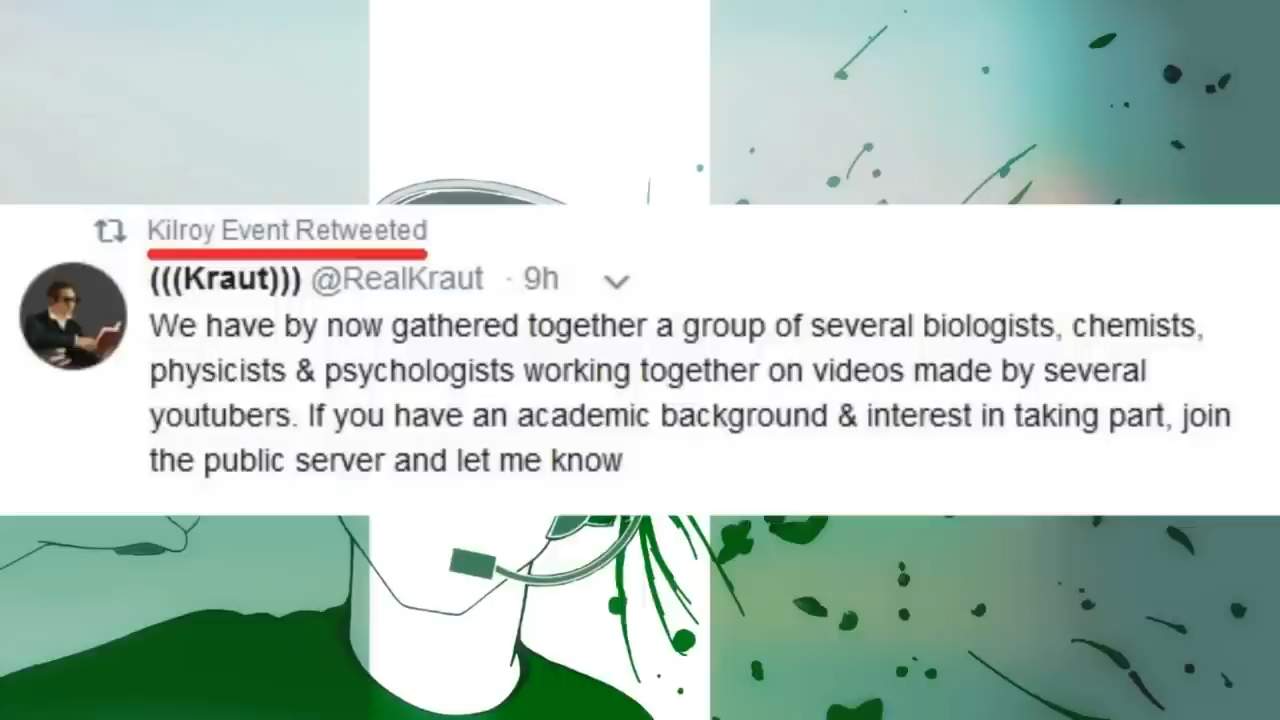 Kilroy Event Retweeted
(((Kraut))) @RealKraut · 9h
We have by now gathered together a group of several biologists, chemists,
physicists & psychologists working together on videos made by several
youtubers. If you have an academic background & interest in taking part, join
the public server and let me know